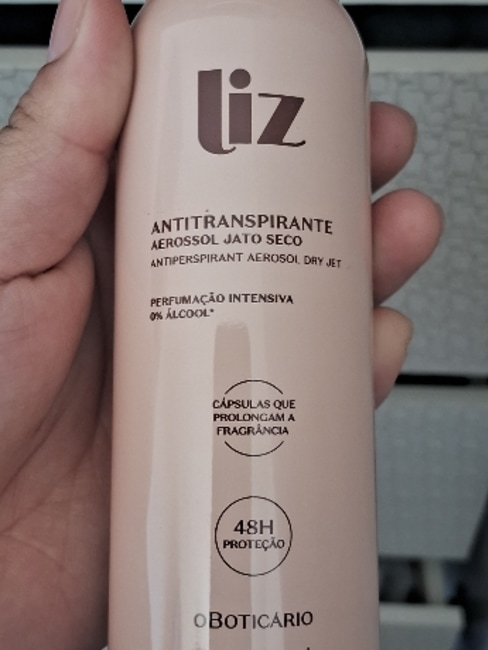 liz
ANTITRANSPIRANTE
AEROSSOL JATO SECO
ANTIPERSPIRANT AEROSOL DRY JET
PERFUMAÇÃO INTENSIVA
0% ÁLCOOL*
CÁPSULAS QUE
PROLONGAM A
FRAGRÂNCIA
48H
PROTEÇÃO
oBOTICÁRIO